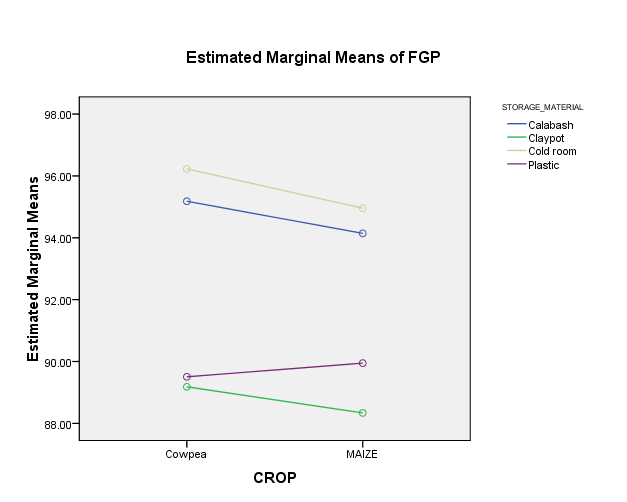 Estimated Marginal Means of FGP
STORAGE_MATERIAL
Calabash
Claypot
Cold room
Plastic
Estimated Marginal Means
98.00
96.00
94.00
92.00
90.00
88.00
Cowpea
MAIZE
CROP